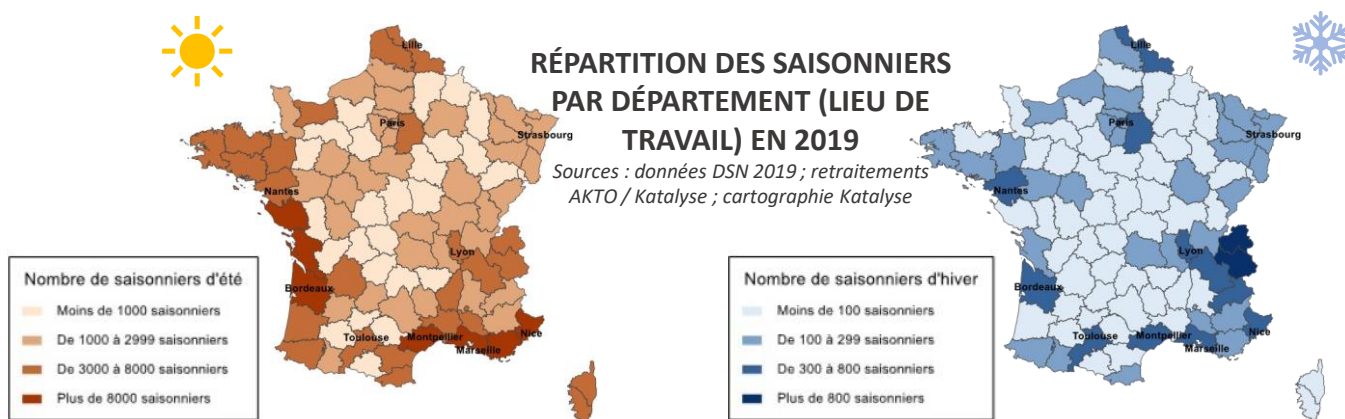 RÉPARTITION DES SAISONNIERS
PAR DÉPARTEMENT (LIEU DE
TRAVAIL) EN 2019
Sources : données DSN 2019 ; retraitements
AKTO / Katalyse ; cartographie Katalyse
Lille
Paris
Strasbourg
Nantes
Lyon
Bordeaux
Toulouse
Montpellier
Nice
Marseille
Nombre de saisonniers d'été
Moins de 1000 saisonniers
De 1000 à 2999 saisonniers
De 3000 à 8000 saisonniers
Plus de 8000 saisonniers
Lille
Paris
Strasbourg
Nantes
Lyon
Bordeaux
Toulouse
Montpellier
Nice
Marseille
Nombre de saisonniers d'hiver
Moins de 100 saisonniers
De 100 à 299 saisonniers
De 300 à 800 saisonniers
Plus de 800 saisonniers